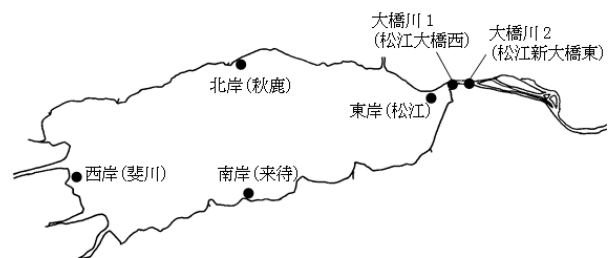 大橋川1
(松江大橋西)
大橋川2
(松江新大橋東)
北岸(秋鹿)
東岸(松江)
西岸(斐川)
南岸(来待)